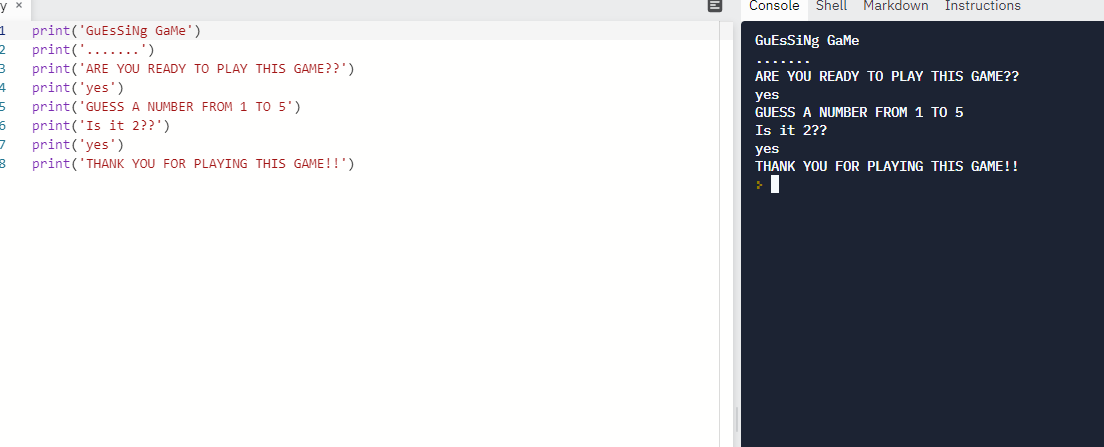 y ×
Console Shell Markdown Instructions
1 print('GuEsSiNg GaMe')
2 print('.......')
3 print('ARE YOU READY TO PLAY THIS GAME??')
4 print('yes')
5 print('GUESS A NUMBER FROM 1 TO 5')
6 print('Is it 2??')
7 print('yes')
8 print('THANK YOU FOR PLAYING THIS GAME!!')
GuEsSiNg GaMe
.......
ARE YOU READY TO PLAY THIS GAME??
yes
GUESS A NUMBER FROM 1 TO 5
Is it 2??
yes
THANK YOU FOR PLAYING THIS GAME!!